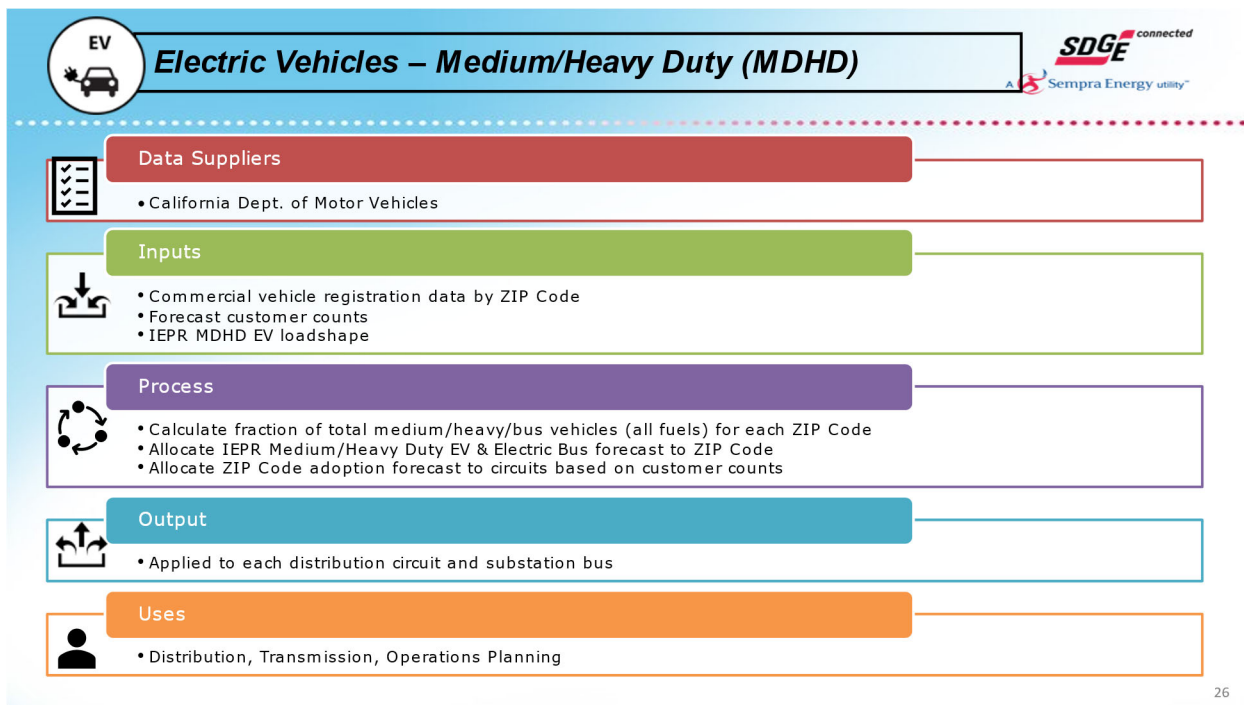 EV
Electric Vehicles – Medium/Heavy Duty (MDHD)
SDGE connected
A Sempra Energy utility™
Data Suppliers
• California Dept. of Motor Vehicles
Inputs
• Commercial vehicle registration data by ZIP Code
• Forecast customer counts
• IEPR MDHD EV loadshape
Process
• Calculate fraction of total medium/heavy/bus vehicles (all fuels) for each ZIP Code
• Allocate IEPR Medium/Heavy Duty EV & Electric Bus forecast to ZIP Code
• Allocate ZIP Code adoption forecast to circuits based on customer counts
Output
• Applied to each distribution circuit and substation bus
Uses
• Distribution, Transmission, Operations Planning
26